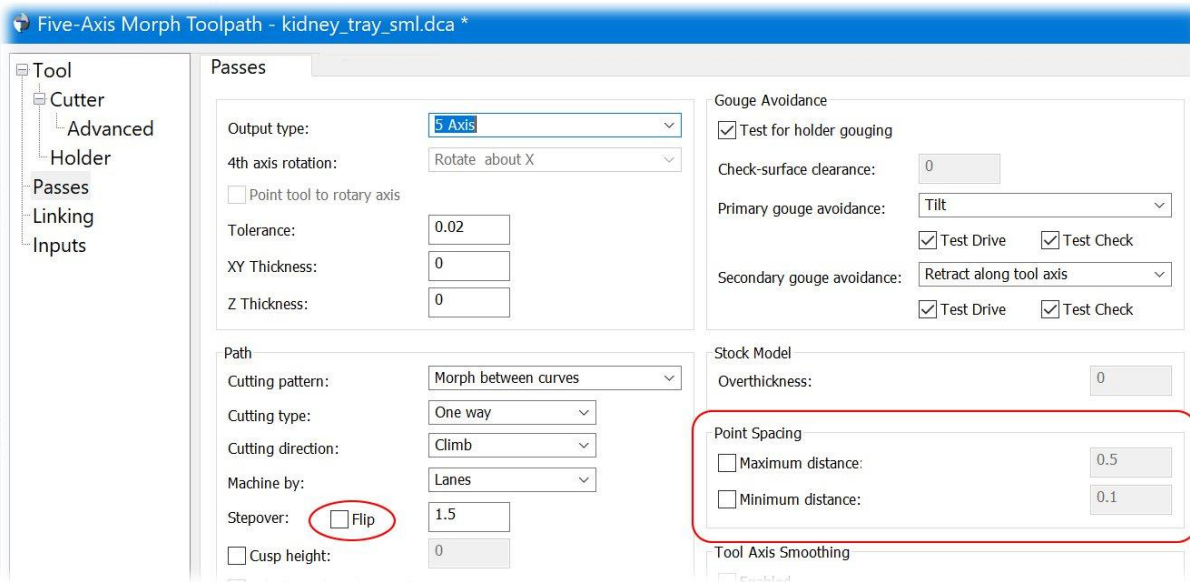 Five-Axis Morph Toolpath - kidney_tray_sml.dca *
Tool
Cutter
Advanced
Holder
Passes
Linking
Inputs
Passes
Output type: 5 Axis
4th axis rotation: Rotate about X
Point tool to rotary axis
Tolerance: 0.02
XY Thickness: 0
Z Thickness: 0
Path
Cutting pattern: Morph between curves
Cutting type: One way
Cutting direction: Climb
Machine by: Lanes
Stepover: Flip 1.5
Cusp height: 0
Gouge Avoidance
Test for holder gouging
Check-surface clearance: 0
Primary gouge avoidance: Tilt
Test Drive Test Check
Secondary gouge avoidance: Retract along tool axis
Test Drive Test Check
Stock Model
Overthickness: 0
Point Spacing
Maximum distance: 0.5
Minimum distance: 0.1
Tool Axis Smoothing
Enabled